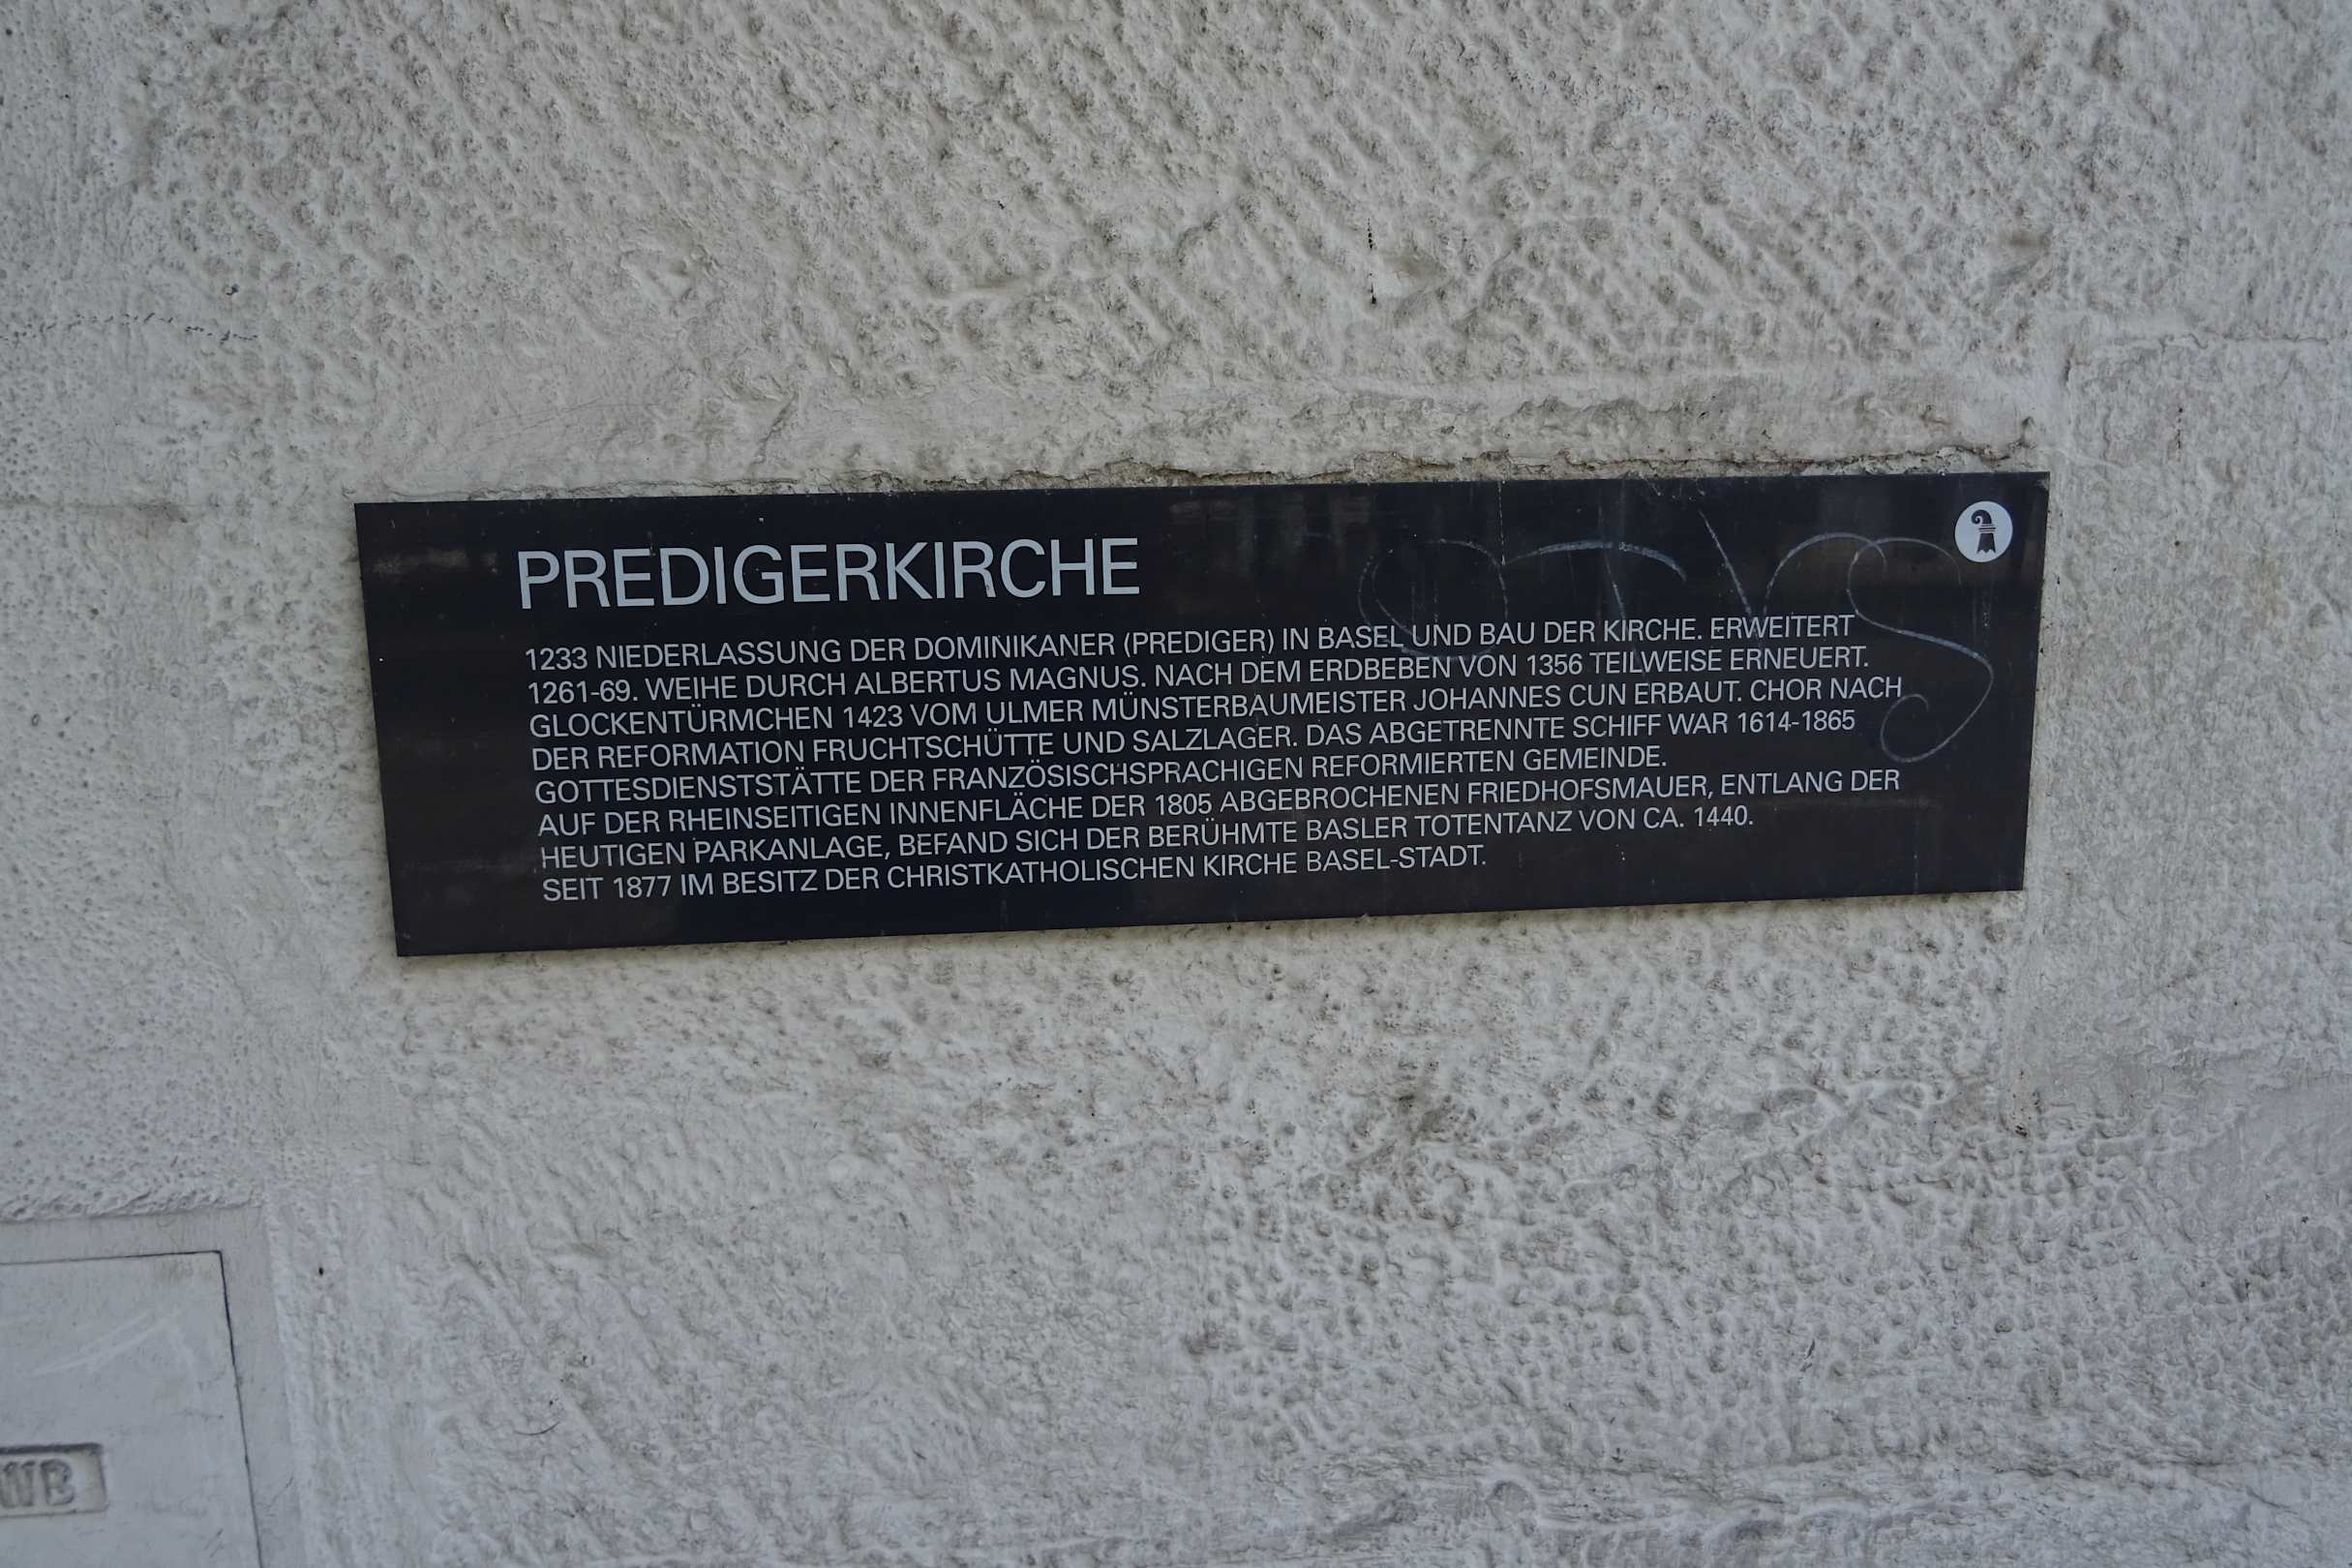 PREDIGERKIRCHE
1233 NIEDERLASSUNG DER DOMINIKANER (PREDIGER) IN BASEL UND BAU DER KIRCHE. ERWEITERT
1261-69. WEIHE DURCH ALBERTUS MAGNUS. NACH DEM ERDBEBEN VON 1356 TEILWEISE ERNEUERT.
GLOCKENTÜRMCHEN 1423 VOM ULMER MÜNSTERBAUMEISTER JOHANNES CUN ERBAUT. CHOR NACH
DER REFORMATION FRUCHTSCHÜTTE UND SALZLAGER. DAS ABGETRENNTE SCHIFF WAR 1614-1865
GOTTESDIENSTSTÄTTE DER FRANZÖSISCHSPRACHIGEN REFORMIERTEN GEMEINDE.
AUF DER RHEINSEITIGEN INNENFLÄCHE DER 1805 ABGEBROCHENEN FRIEDHOFSMAUER, ENTLANG DER
HEUTIGEN PARKANLAGE, BEFAND SICH DER BERÜHMTE BASLER TOTENTANZ VON CA. 1440.
SEIT 1877 IM BESITZ DER CHRISTKATHOLISCHEN KIRCHE BASEL-STADT.
WB